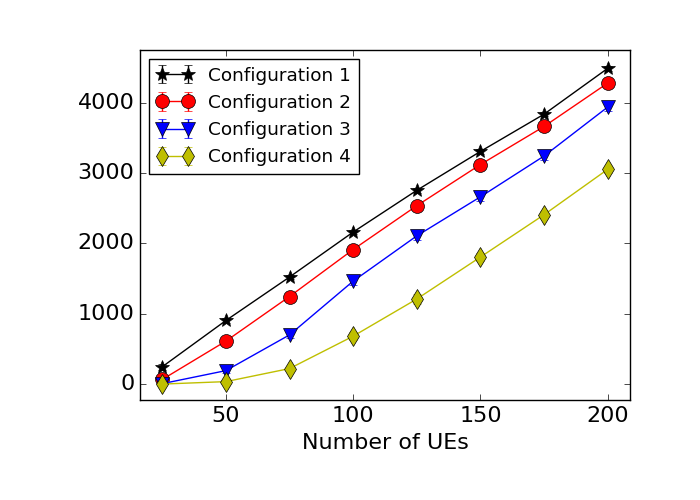 Configuration 1
Configuration 2
Configuration 3
Configuration 4
4000
3000
2000
1000
0
50 100 150 200
Number of UEs